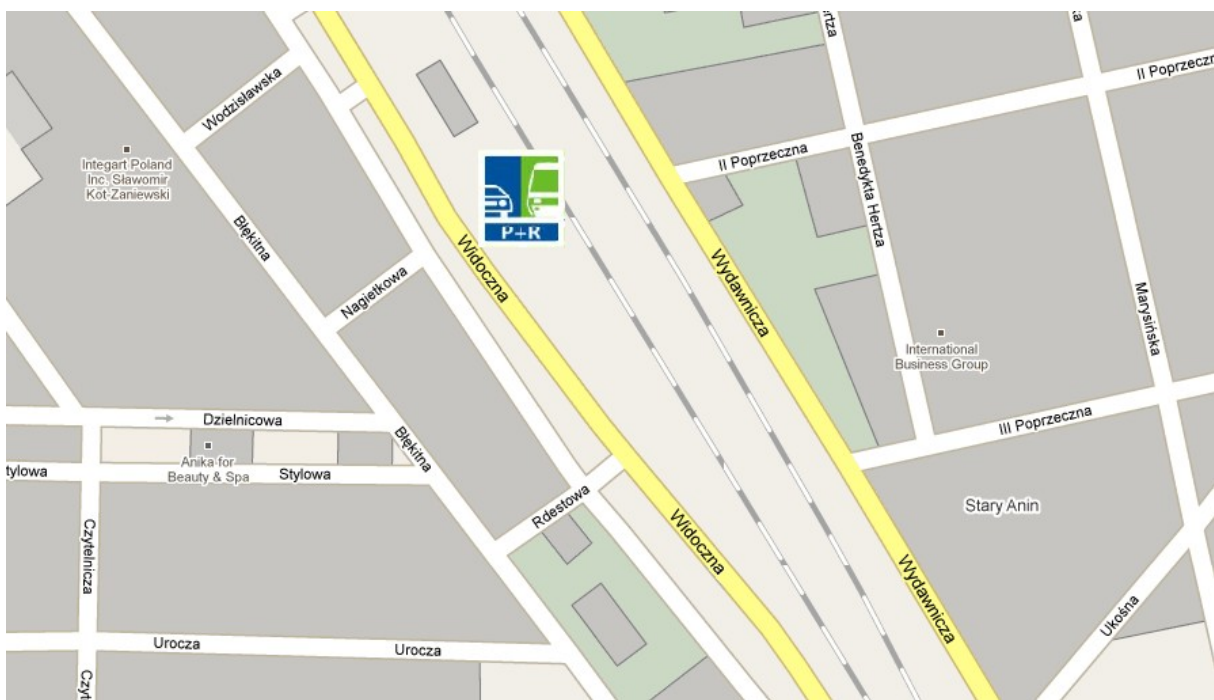 Hertza
II Poprzeczna
Wodzisławska
Integart Poland
Inc. Sławomir
Kot-Zaniewski
II Poprzeczna
Benedykta Hertza
P+R
Błękitna
Widoczna
Nagietkowa
Wydawnicza
Marysińska
International
Business Group
Dzielnicowa
III Poprzeczna
Błękitna
Anika for
Beauty & Spa
tylowa
Stylowa
Rdestowa
Stary Anin
Widoczna
Czytelnicza
Wydawnicza
Ukośna
Urocza
Urocza
Czyt